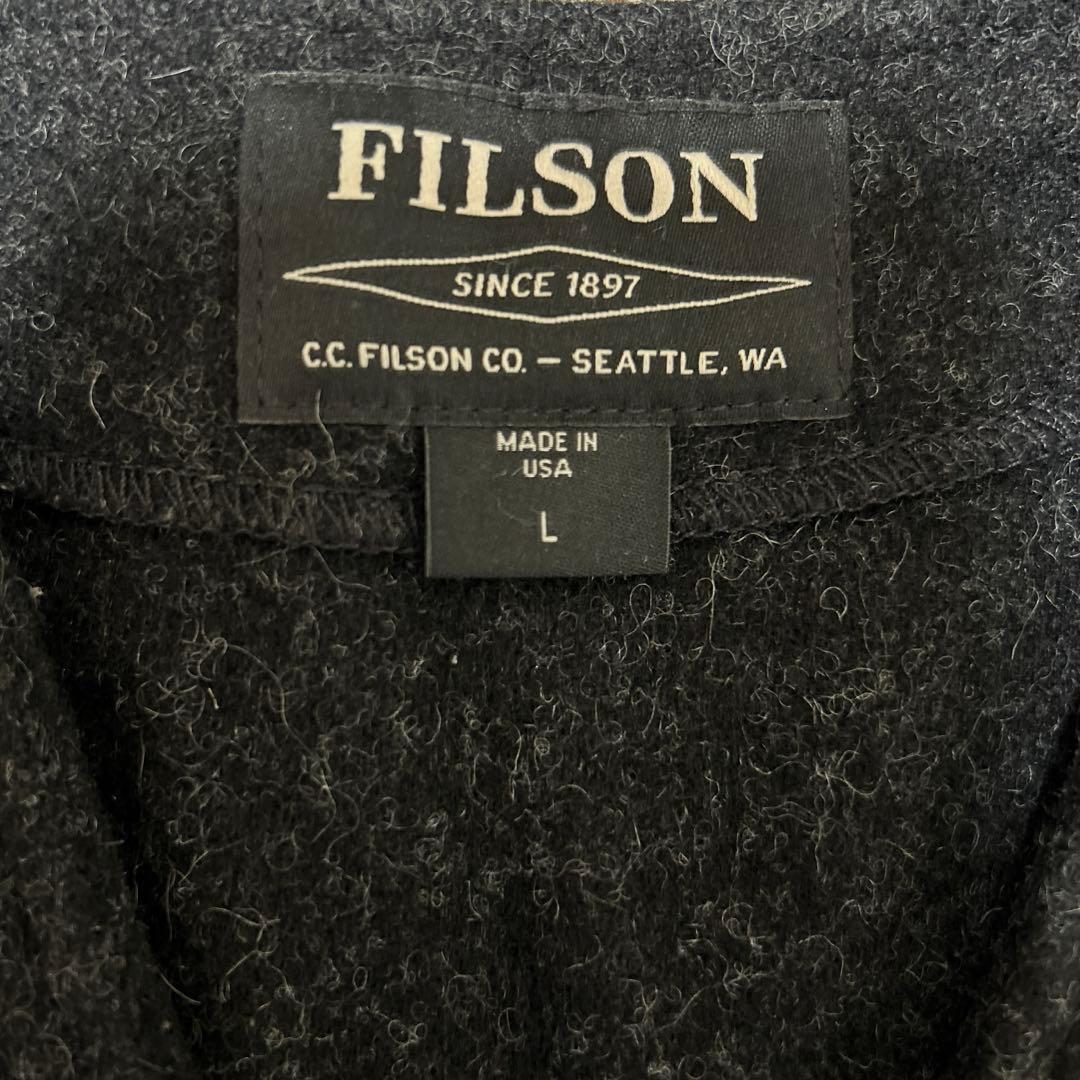 FILSON
SINCE 1897
C.C. FILSON CO. – SEATTLE, WA
MADE IN
USA
L